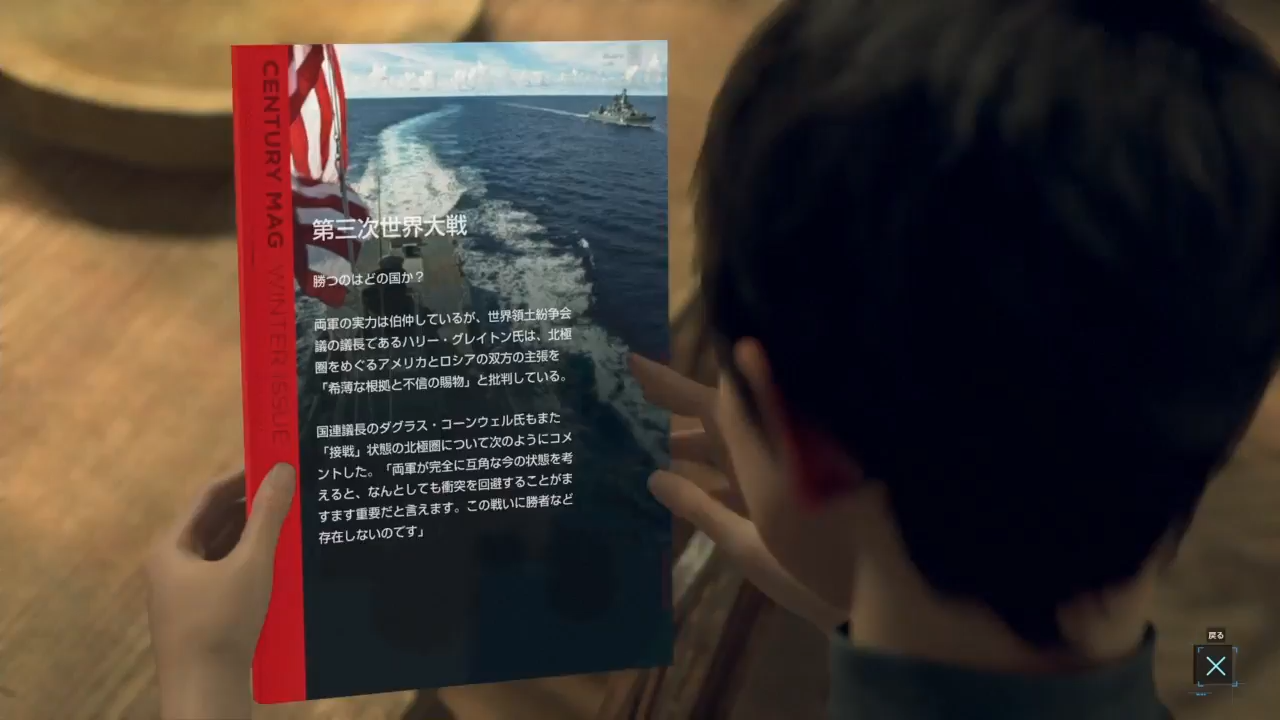 CENTURY MAG WINTER ISSUE
第三次世界大戦
勝つのはどの国か？
両軍の実力は伯仲しているが、世界領土紛争会
議の議長であるハリー・グレイトン氏は、北極
圏をめぐるアメリカとロシアの双方の主張を
「希薄な根拠と不信の賜物」と批判している。
国連議長のダグラス・コーンウェル氏もまた
「接戦」状態の北極圏について次のようにコメ
ントした。「両軍が完全に互角な今の状態を考
えると、なんとしても衝突を回避することがま
すます重要だと言えます。この戦いに勝者など
存在しないのです」
戻る